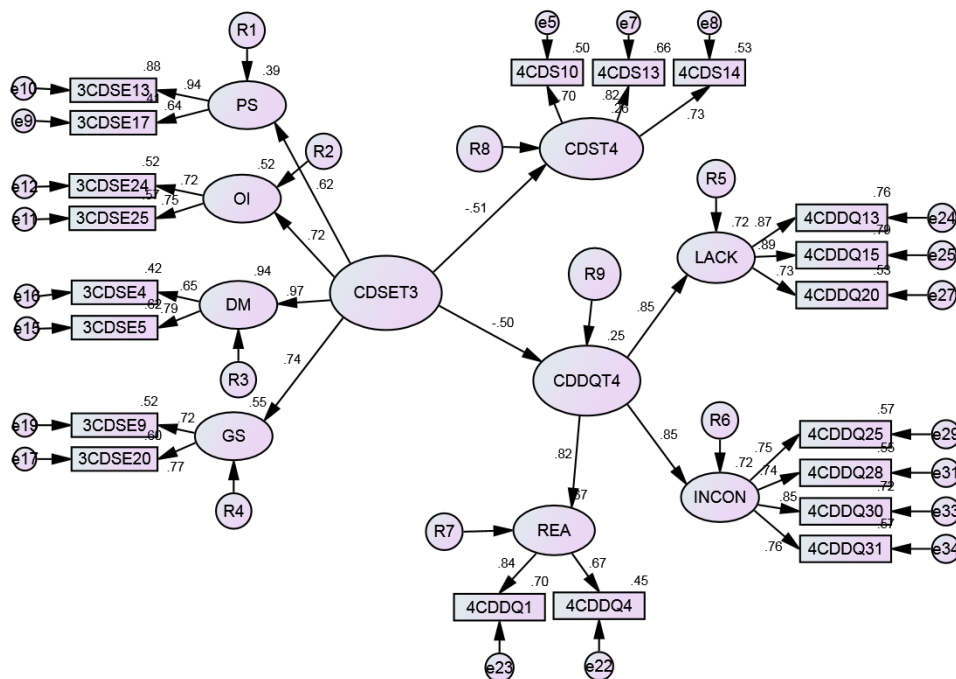 R1
e5
e7
e8
.50
.66
.53
.88
.39
4CDS10
4CDS13
4CDS14
e10
3CDSE13
.94
.41
PS
.70
.82
.26
.73
e9
3CDSE17
.64
R2
R8
CDST4
R5
.52
.52
e12
3CDSE24
.72
.57
OI
.62
.76
e11
3CDSE25
.75
.72
-.51
.72
.87
4CDDQ13
e24
.79
R9
LACK
.89
4CDDQ15
e25
.42
.94
.73
.53
e16
3CDSE4
.65
.62
DM
.97
CDSET3
4CDDQ20
e27
e15
3CDSE5
.79
.85
-.50
.25
R3
.74
CDDQT4
.52
.55
R6
.57
e19
3CDSE9
.72
.60
GS
.85
.75
4CDDQ25
e29
.55
e17
3CDSE20
.77
.82
.72
.74
4CDDQ28
e31
.72
INCON
.85
4CDDQ30
e33
.57
R4
R7
REA
.67
.76
4CDDQ31
e34
.84
.67
.70
.45
4CDDQ1
4CDDQ4
e23
e22